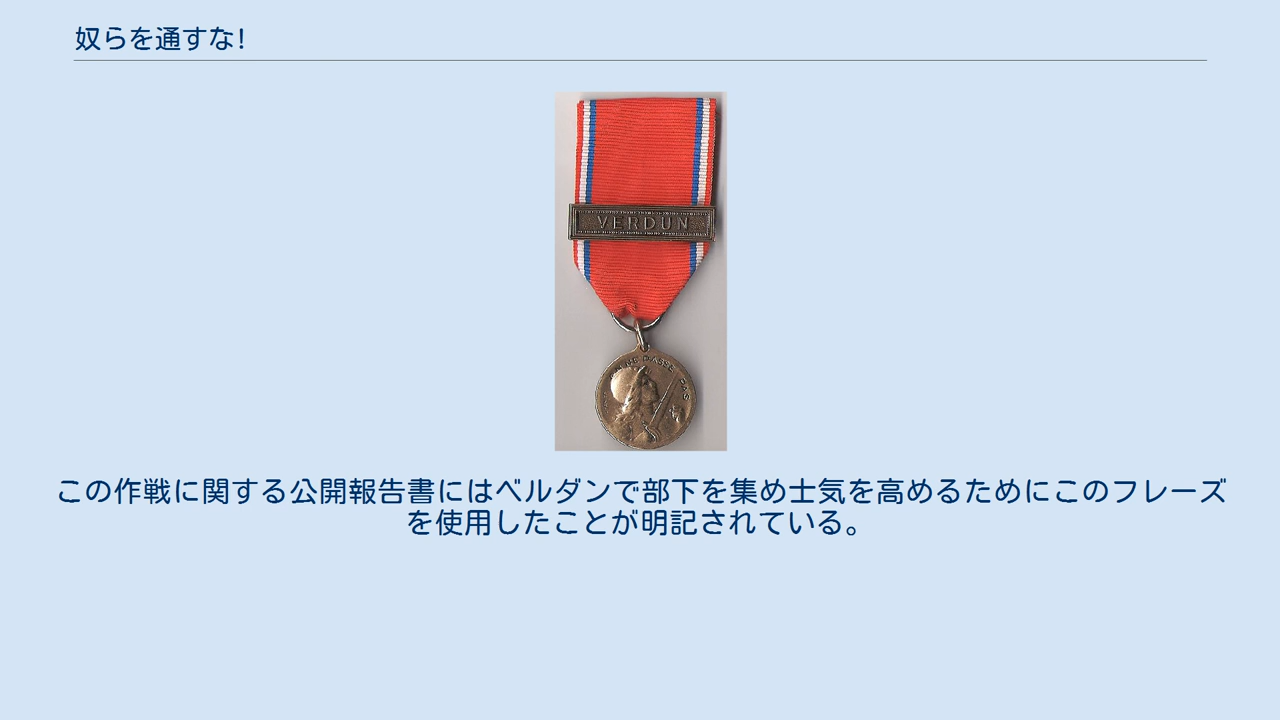 奴らを通すな!
VERDUN
PASSE PAS
この作戦に関する公開報告書にはベルダンで部下を集め士気を高めるためにこのフレーズ
を使用したことが明記されている。